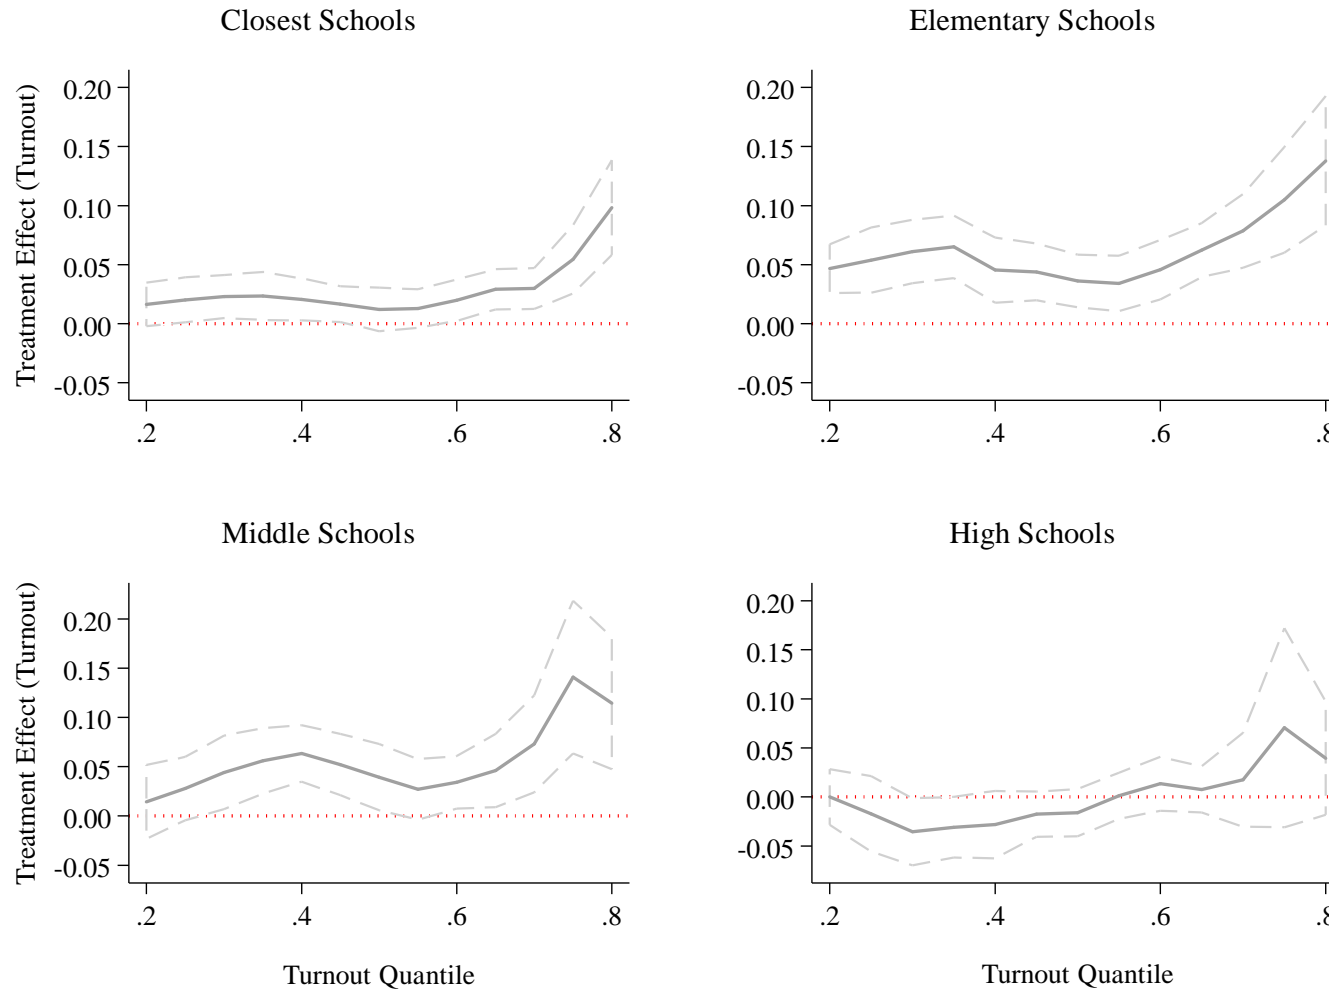 Closest Schools
Treatment Effect (Turnout)
0.20
0.15
0.10
0.05
0.00
-0.05
.2 .4 .6 .8
Elementary Schools
0.20
0.15
0.10
0.05
0.00
-0.05
.2 .4 .6 .8
Middle Schools
Treatment Effect (Turnout)
0.20
0.15
0.10
0.05
0.00
-0.05
.2 .4 .6 .8
Turnout Quantile
High Schools
0.20
0.15
0.10
0.05
0.00
-0.05
.2 .4 .6 .8
Turnout Quantile